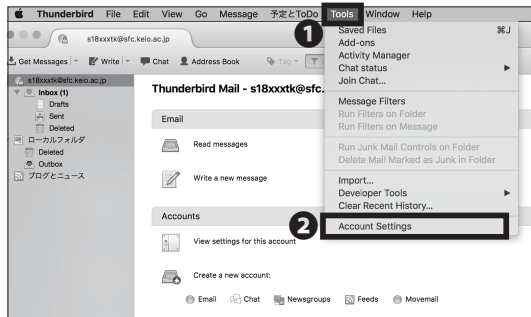 Thunderbird File Edit View Go Message 予定とToDo Tools Window Help
1
s18xxxtk@sfc.keio.ac.jp
Get Messages Write Chat Address Book Tag
s18xxxtk@sfc.keio.ac.jp
Inbox (1)
Drafts
Sent
Deleted
ローカルフォルダ
Deleted
Outbox
ブログとニュース
Thunderbird Mail - s18xxxtk@sfc.
Email
Read messages
Write a new message
Accounts
View settings for this account
Create a new account:
Email Chat Newsgroups Feeds Movemail
Saved Files ⌘J
Add-ons
Activity Manager
Chat status
Join Chat...
Message Filters
Run Filters on Folder
Run Filters on Message
Run Junk Mail Controls on Folder
Delete Mail Marked as Junk in Folder
Import...
Developer Tools
Clear Recent History...
2
Account Settings